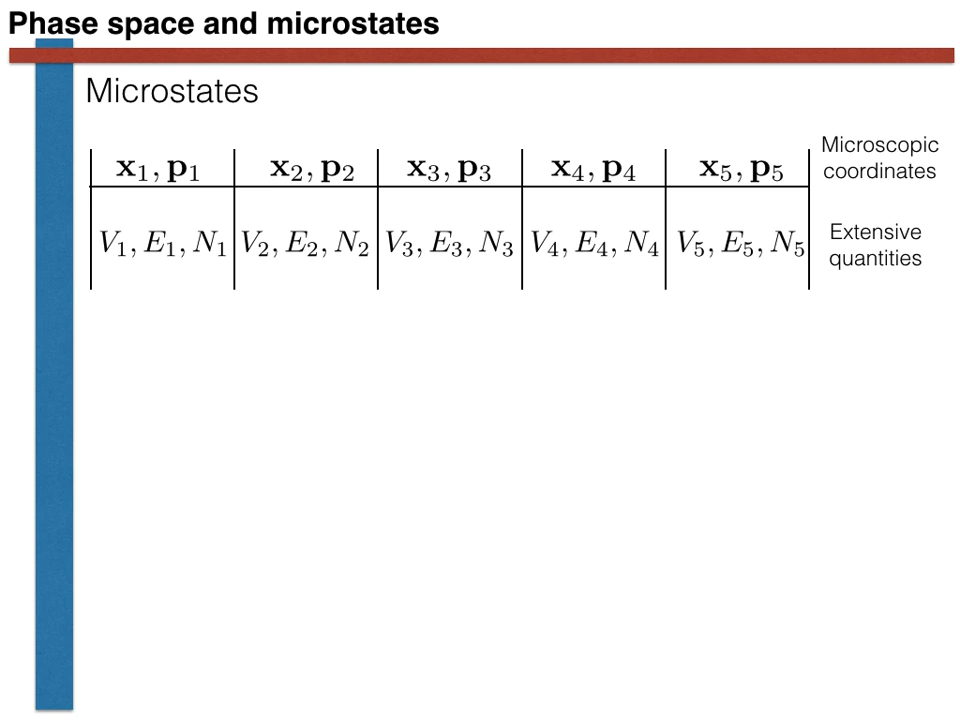 Phase space and microstates
Microstates
x₁, p₁ x₂, p₂ x₃, p₃ x₄, p₄ x₅, p₅
Microscopic
coordinates
V₁, E₁, N₁ V₂, E₂, N₂ V₃, E₃, N₃ V₄, E₄, N₄ V₅, E₅, N₅
Extensive
quantities